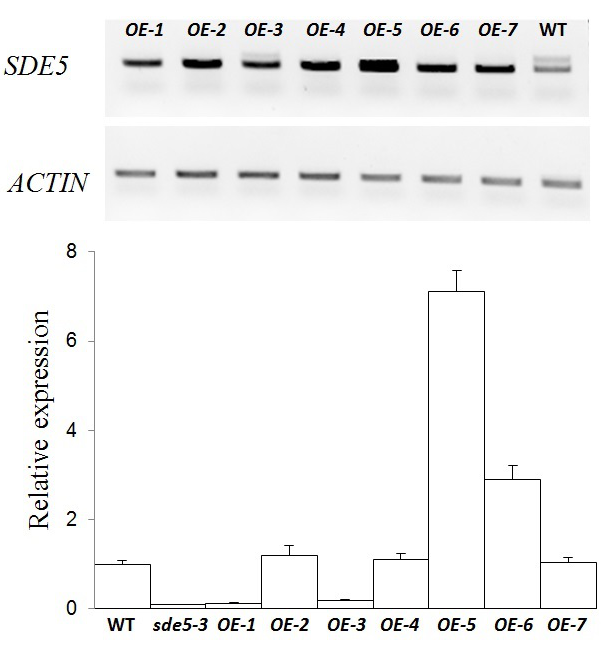 OE-1 OE-2 OE-3 OE-4 OE-5 OE-6 OE-7 WT
SDE5
ACTIN
8
6
4
2
0
Relative expression
WT sde5-3 OE-1 OE-2 OE-3 OE-4 OE-5 OE-6 OE-7